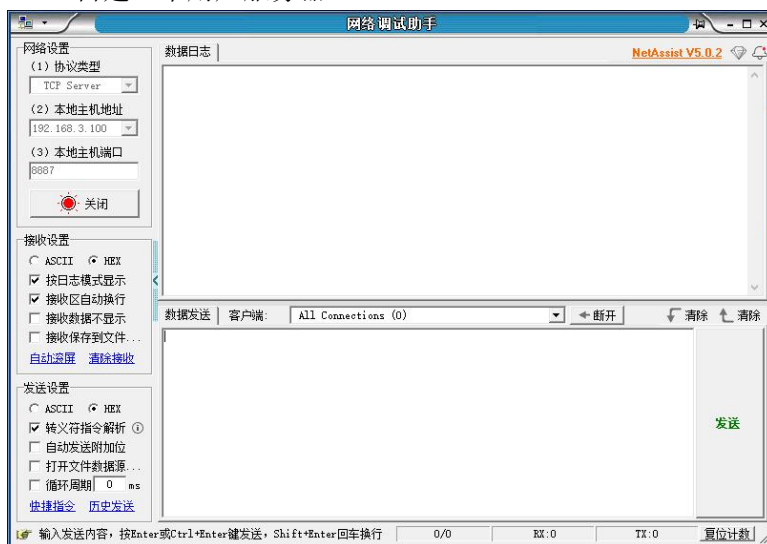 网络调试助手
网络设置
(1) 协议类型
TCP Server
(2) 本地主机地址
192.168.3.100
(3) 本地主机端口
8887
关闭
接收设置
ASCII HEX
按日志模式显示
接收区自动换行
接收数据不显示
接收保存到文件...
自动滚屏 清除接收
发送设置
ASCII HEX
转义符指令解析
自动发送附加位
打开文件数据源...
循环周期 0 ms
快捷指令 历史发送
数据日志
NetAssist V5.0.2
数据发送 客户端: All Connections (0) 断开 清除 清除
发送
输入发送内容, 按Enter或Ctrl+Enter键发送, Shift+Enter回车换行 0/0 RX:0 TX:0 复位计数